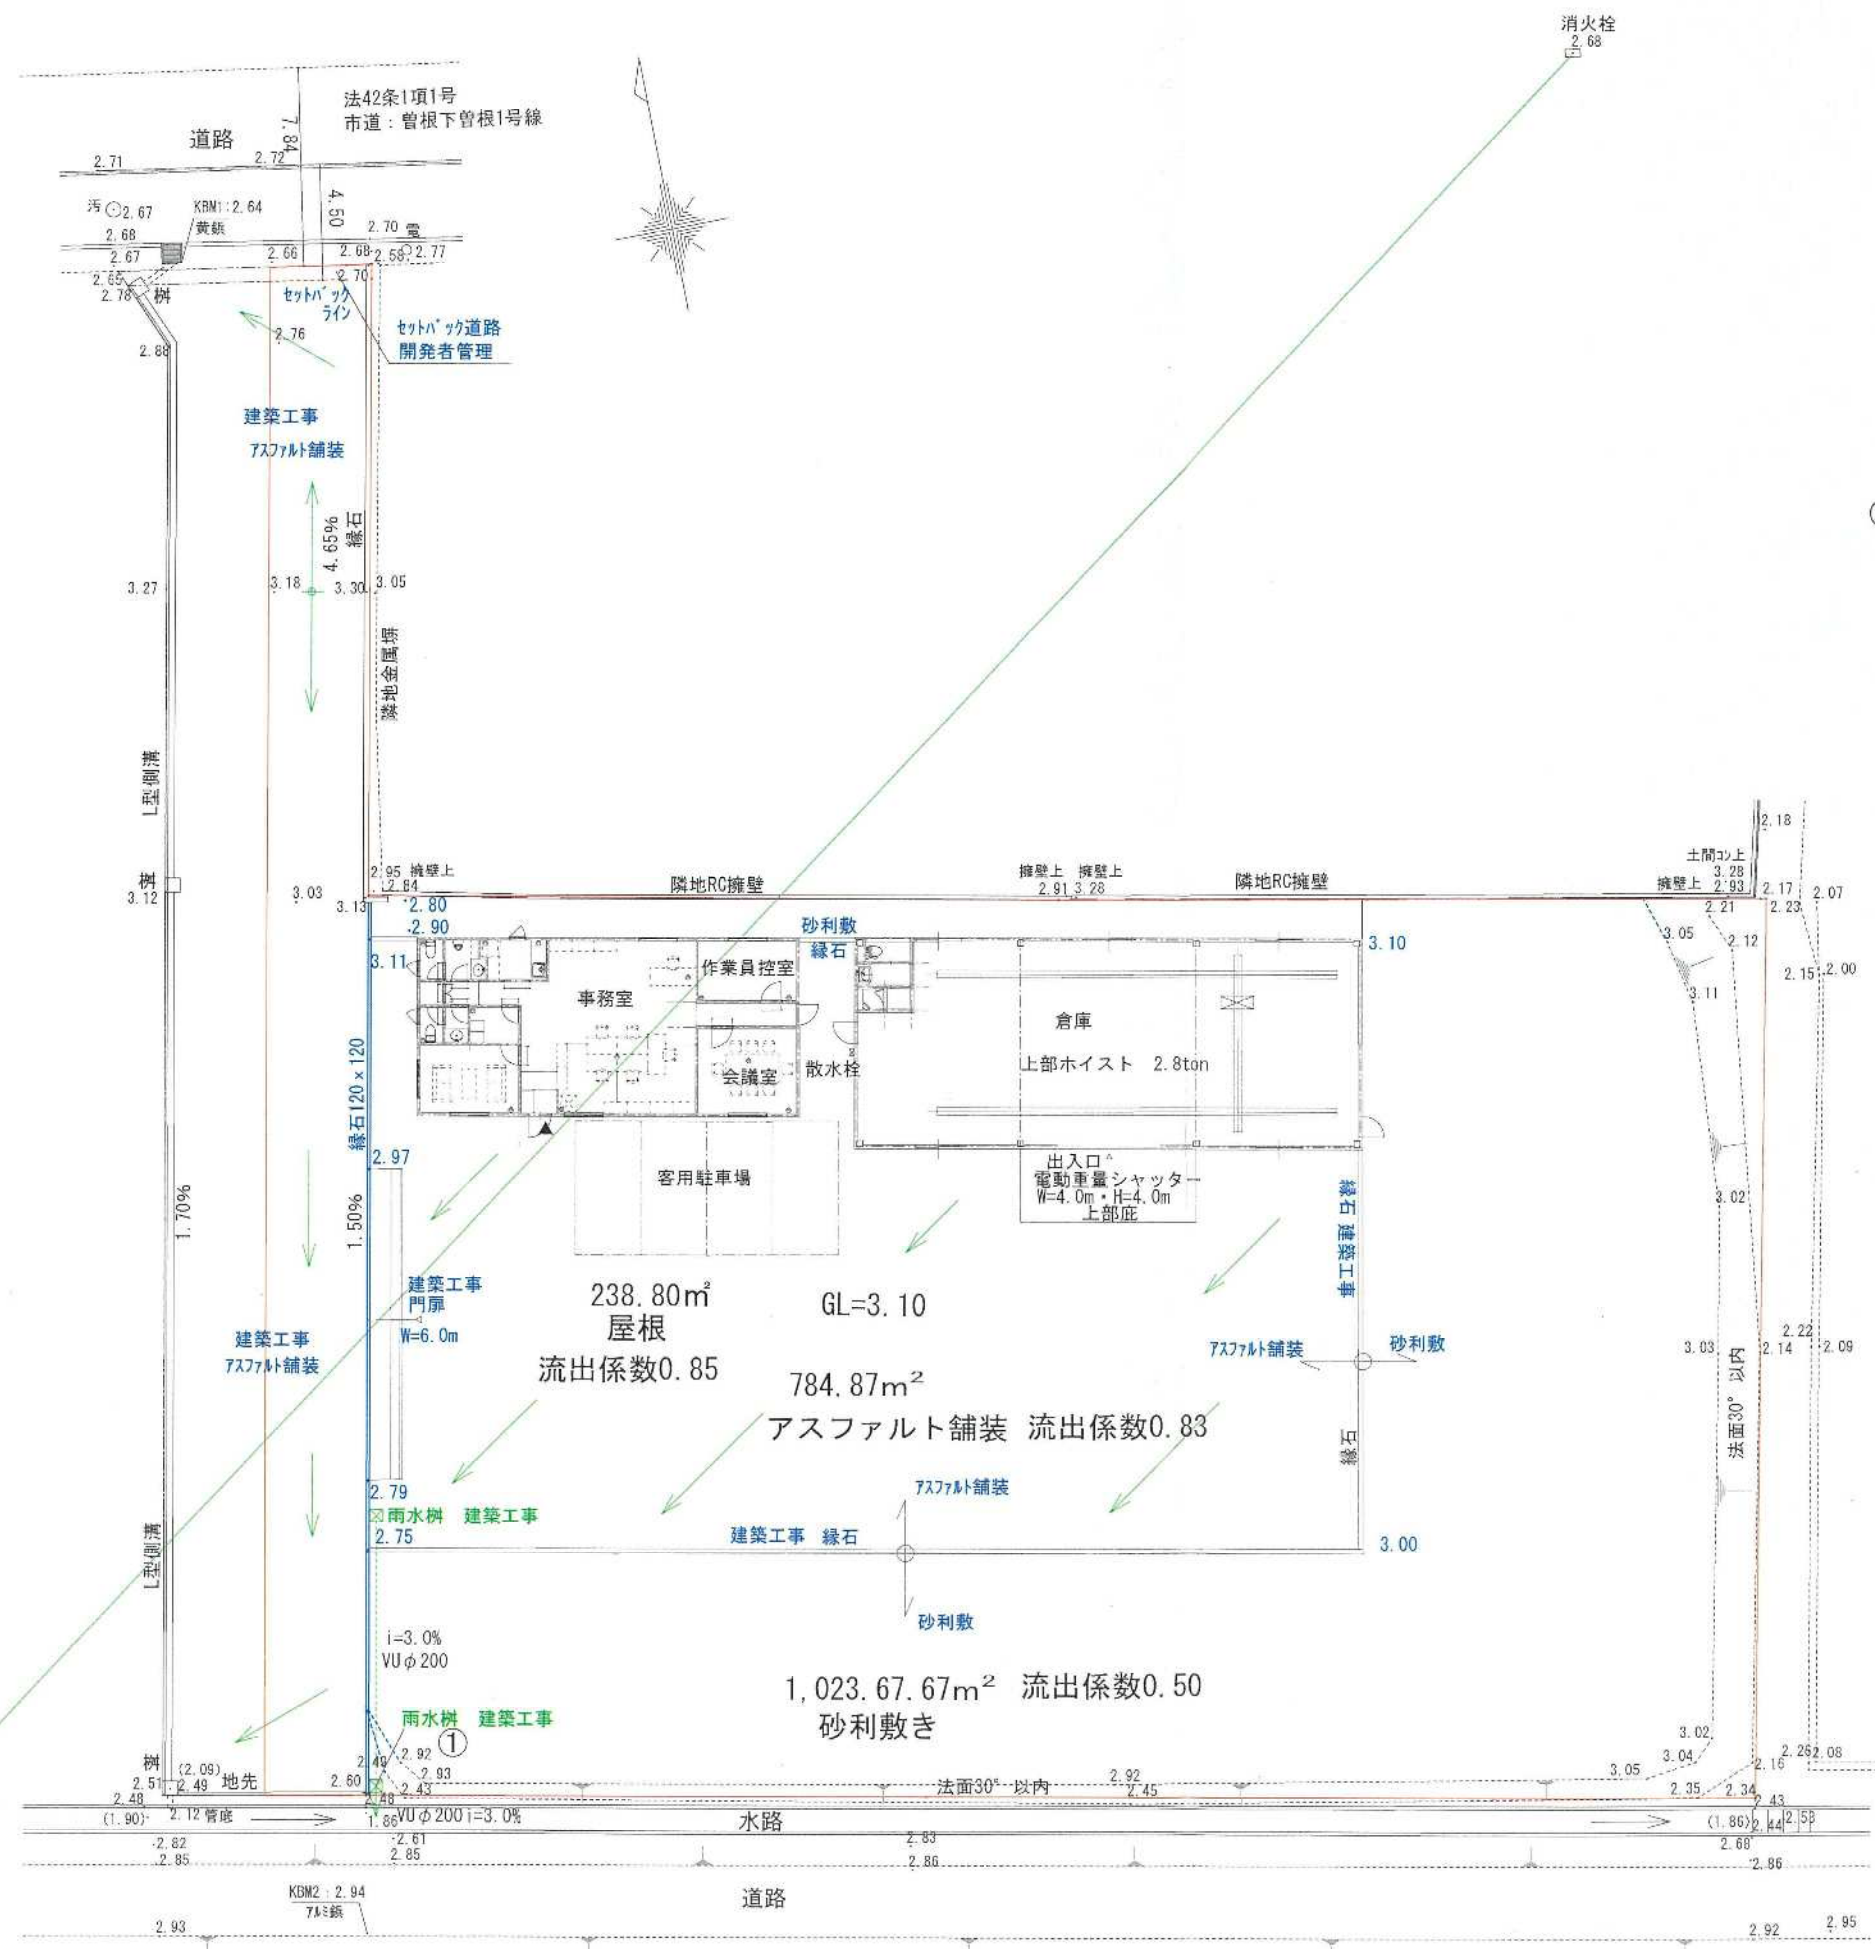 消火栓
2.68
法42条1項1号
市道：曽根下曽根1号線
道路
7.84
2.71
2.72
4.50
汚 2.67
KBM1:2.64
黄鋲
2.68
2.67
2.70 電
2.66
2.68
2.58
2.77
2.65
2.78
桝
2.70
セットバック
ライン
セットバック道路
開発者管理
2.76
2.88
建築工事
アスファルト舗装
4.65%
縁石
3.27
3.18
3.30
3.05
隣地金属塀
L型側溝
桝
3.12
3.03
3.13
2.95 擁壁上
2.84
2.80
2.90
3.11
隣地RC擁壁
擁壁上 擁壁上
2.91 3.28
隣地RC擁壁
土間コン上
3.28
擁壁上 2.93
2.18
2.17
2.07
2.21
2.23
3.05
2.12
2.15
2.00
3.11
砂利敷
縁石
3.10
作業員控室
事務室
会議室
散水栓
倉庫
上部ホイスト 2.8ton
縁石120×120
2.97
1.50%
1.70%
客用駐車場
出入口
電動重量シャッター
W=4.0m・H=4.0m
上部庇
縁石 建築工事
3.02
建築工事
門扉
W=6.0m
238.80㎡
屋根
流出係数0.85
GL=3.10
784.87m²
アスファルト舗装 流出係数0.83
アスファルト舗装
砂利敷
縁石
3.03
2.14
2.22
2.09
法面30° 以内
建築工事
アスファルト舗装
2.79
雨水桝 建築工事
2.75
建築工事 縁石
アスファルト舗装
砂利敷
3.00
L型側溝
i=3.0%
VUφ200
1,023.67.67m² 流出係数0.50
砂利敷き
雨水桝 建築工事
①
2.49
2.92
2.93
2.43
桝
(2.09)
2.51
2.49
地先
2.60
2.48
2.48
法面30° 以内
2.92
2.45
3.02
3.04
3.05
2.16
2.26
2.08
2.35
2.34
2.43
(1.90)
2.12 管底
1.86
VUφ200 i=3.0%
水路
(1.86)
2.44
2.58
2.82
2.85
2.61
2.85
2.83
2.86
2.68
2.86
KBM2：2.94
アルミ鋲
道路
2.93
2.92
2.95